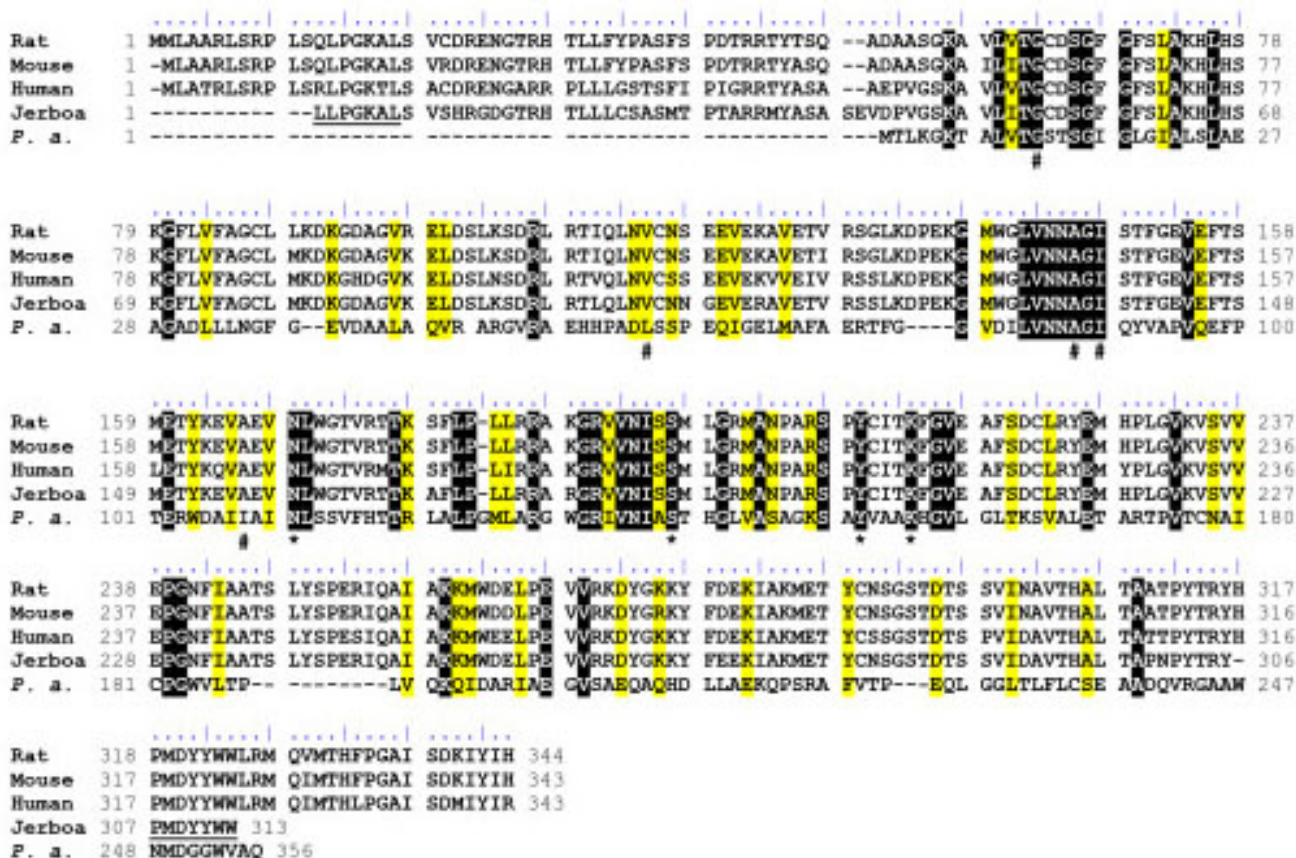 Rat 1 MMLAARLSRP LSQLPGKALS VCDRENGTRH TLLFYPASFS PDTRRTYTSQ --ADAASGKA VLVTGCDSGF GFSLAKHLHS 78
Mouse 1 -MLAARLSRP LSQLPGKALS VRDRENGTRH TLLFYPASFS PDTRRTYASQ --ADAASGKA ILITGCDSGF GFSLAKHLHS 77
Human 1 -MLATRLSRP LSRLPGKTLS ACDRENGARR PLLLGSTSFI PIGRRTYASA --AEPVGSKA VLVTGCDSGF GFSLAKHLHS 77
Jerboa 1 ---------- ---LLPGKALS VSHRGDGTRH TLLLCSASMT PTARRMYASA SEVDPVGSKA VLITGCDSGF GFSLAKHLHS 68
P. a. 1 ---------- ---------- ---------- ---------- ---------- ---MTLKGKT ALVTGSTSGI GLGIALSLAE 27
#
Rat 79 KGFLVFAGCL LKDKGDAGVR ELDSLKSDRL RTIQLNVCNS EEVEKAVETV RSGLKDPEKG MWGLVNNAGI STFGEVEFTS 158
Mouse 78 KGFLVFAGCL MKDKGDAGVK ELDSLKSDRL RTIQLNVCNS EEVEKAVETI RSGLKDPEKG MWGLVNNAGI STFGEVEFTS 157
Human 78 KGFLVFAGCL MKDKGHDGVK ELDSLNSDRL RTVQLNVCSS EEVEKVVEIV RSSLKDPEKG MWGLVNNAGI STFGEVEFTS 157
Jerboa 69 KGFLVFAGCL MKDKGDAGVK ELDSLKSDRL RTLQLNVCNN GEVERAVETV RSSLKDPEKG MWGLVNNAGI STFGEVEFTS 148
P. a. 28 AGADLLLNGF G--EVDAALA QVR ARGVRA EHHPADLSSP EQIGELMAFA ERTFG----G VDILVNNAGI QYVAPVQEFP 100
# # #
Rat 159 METYKEVAEV NLWGTVRTTK SFLP-LLRRA KGRVVNISSM LGRMANPARS PYCITKFGVE AFSDCLRYEM HPLGVKVSVV 237
Mouse 158 METYKEVAEV NLWGTVRTTK SFLP-LLRRA KGRVVNISSM LGRMANPARS PYCITKFGVE AFSDCLRYEM HPLGVKVSVV 236
Human 158 LETYKQVAEV NLWGTVRMTK SFLP-LIRRA KGRVVNISSM LGRMANPARS PYCITKFGVE AFSDCLRYEM YPLGVKVSVV 236
Jerboa 149 METYKEVAEV NLWGTVRTTK AFLP-LLRRA RGRVVNISSM LGRMANPARS PYCITKFGVE AFSDCLRYEM HPLGVKVSVV 227
P. a. 101 TERWDAIIAI NLSSVFHTTR LALPGMLARG WGRIVNIAST HGLVASAGKS AYVAAKHGVL GLTKSVALET ARTPVTCNAI 180
# * * * *
Rat 238 EPGNFIAATS LYSPERIQAI AKKMWDELPE VVRKDYGKKY FDEKIAKMET YCNSGSTDTS SVINAVTHAL TAATPYTRYH 317
Mouse 237 EPGNFIAATS LYSPERIQAI AKKMWDDLPE VVRKDYGRKY FDEKIAKMET YCNSGSTDTS SVINAVTHAL TAATPYTRYH 316
Human 237 EPGNFIAATS LYSPESIQAI AKKMWEELPE VVRKDYGKKY FDEKIAKMET YCSSGSTDTS PVIDAVTHAL TATTPYTRYH 316
Jerboa 228 EPGNFIAATS LYSPERIQAI AKKMWDELPE VVRRDYGKKY FEEKIAKMET YCNSGSTDTS SVIDAVTHAL TAPNPYTRY- 306
P. a. 181 CPGWVLTP-- --------LV QKQIDARIAE GVSAEQAQHD LLAEKQPSRA FVTP---EQL GGLTLFLCSE AADQVRGAAW 247
Rat 318 PMDYYWWLRM QVMTHFPGAI SDKIYIH 344
Mouse 317 PMDYYWWLRM QIMTHFPGAI SDKIYIH 343
Human 317 PMDYYWWLRM QIMTHLPGAI SDMIYIR 343
Jerboa 307 PMDYYWW 313
P. a. 248 NMDGGWVAQ 356